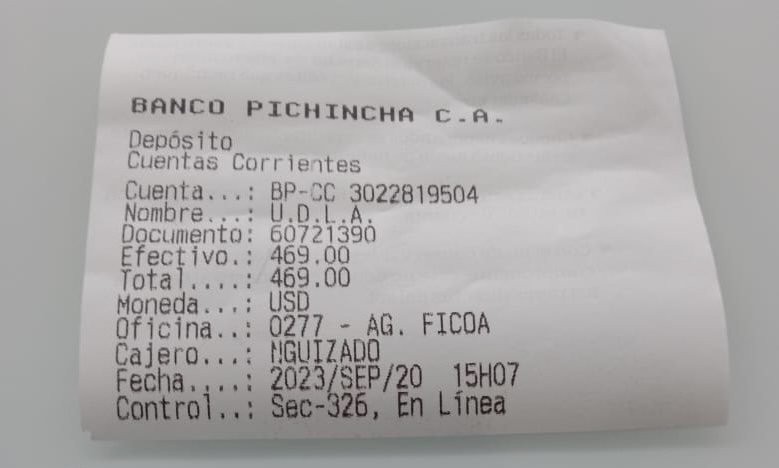 BANCO PICHINCHA C.A.
Depósito
Cuentas Corrientes
Cuenta...: BP-CC 3022819504
Nombre...: U.D.L.A.
Documento: 60721390
Efectivo.: 469.00
Total....: 469.00
Moneda...: USD
Oficina..: 0277 - AG. FICOA
Cajero...: NGUIZADO
Fecha....: 2023/SEP/20 15H07
Control..: Sec-326, En Línea